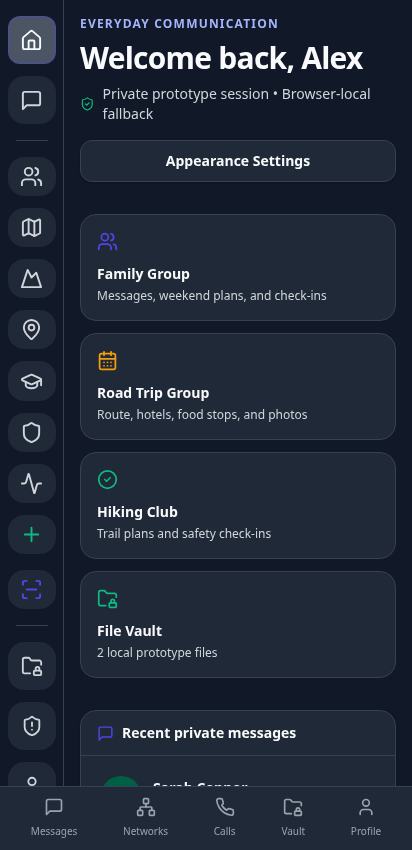 EVERYDAY COMMUNICATION
Welcome back, Alex
Private prototype session • Browser-local
fallback
Appearance Settings
Family Group
Messages, weekend plans, and check-ins
Road Trip Group
Route, hotels, food stops, and photos
Hiking Club
Trail plans and safety check-ins
File Vault
2 local prototype files
Recent private messages
Messages
Networks
Calls
Vault
Profile